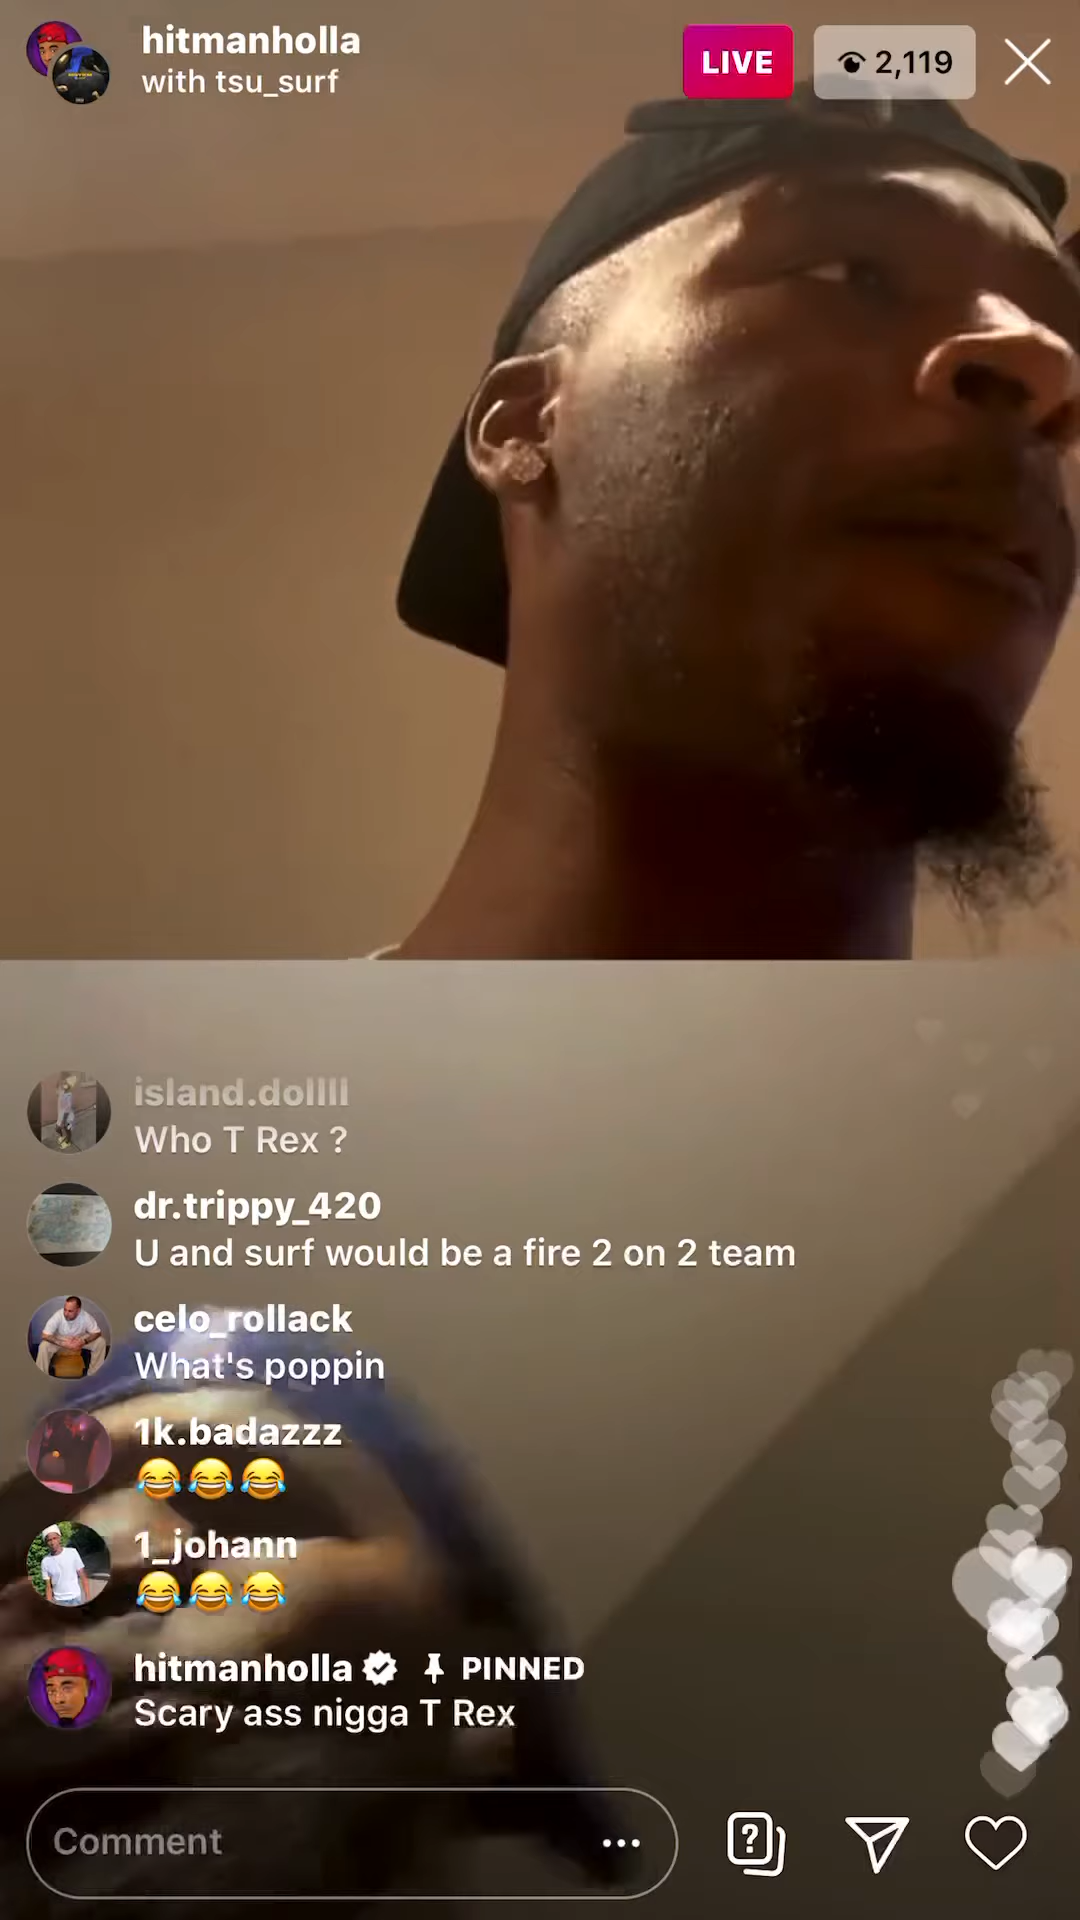 hitmanholla
with tsu_surf
LIVE
2,119
island.dollll
Who T Rex ?
dr.trippy_420
U and surf would be a fire 2 on 2 team
celo_rollack
What's poppin
1k.badazzz
😂😂😂
1_johann
😂😂😂
hitmanholla PINNED
Scary ass nigga T Rex
Comment